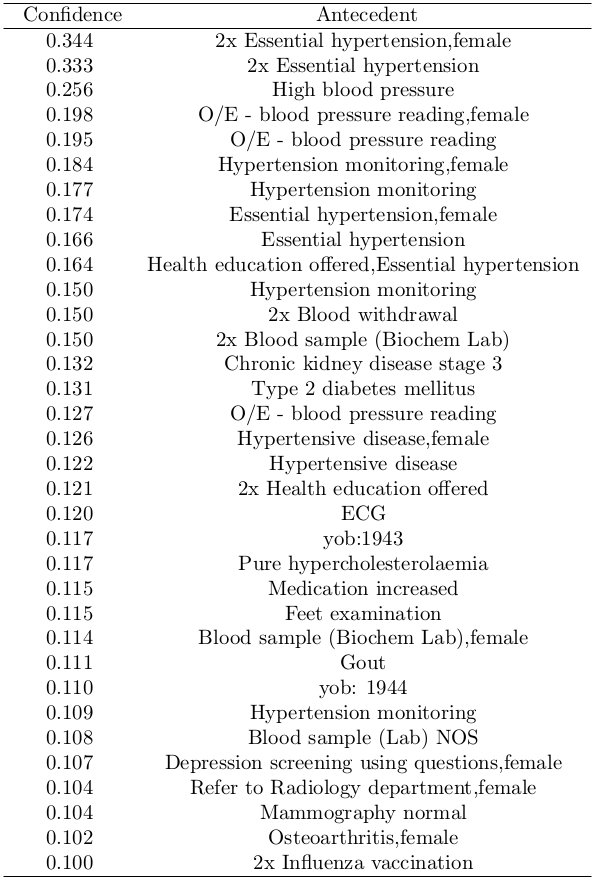 Confidence Antecedent
0.344 2x Essential hypertension,female
0.333 2x Essential hypertension
0.256 High blood pressure
0.198 O/E - blood pressure reading,female
0.195 O/E - blood pressure reading
0.184 Hypertension monitoring,female
0.177 Hypertension monitoring
0.174 Essential hypertension,female
0.166 Essential hypertension
0.164 Health education offered,Essential hypertension
0.150 Hypertension monitoring
0.150 2x Blood withdrawal
0.150 2x Blood sample (Biochem Lab)
0.132 Chronic kidney disease stage 3
0.131 Type 2 diabetes mellitus
0.127 O/E - blood pressure reading
0.126 Hypertensive disease,female
0.122 Hypertensive disease
0.121 2x Health education offered
0.120 ECG
0.117 yob:1943
0.117 Pure hypercholesterolaemia
0.115 Medication increased
0.115 Feet examination
0.114 Blood sample (Biochem Lab),female
0.111 Gout
0.110 yob: 1944
0.109 Hypertension monitoring
0.108 Blood sample (Lab) NOS
0.107 Depression screening using questions,female
0.104 Refer to Radiology department,female
0.104 Mammography normal
0.102 Osteoarthritis,female
0.100 2x Influenza vaccination